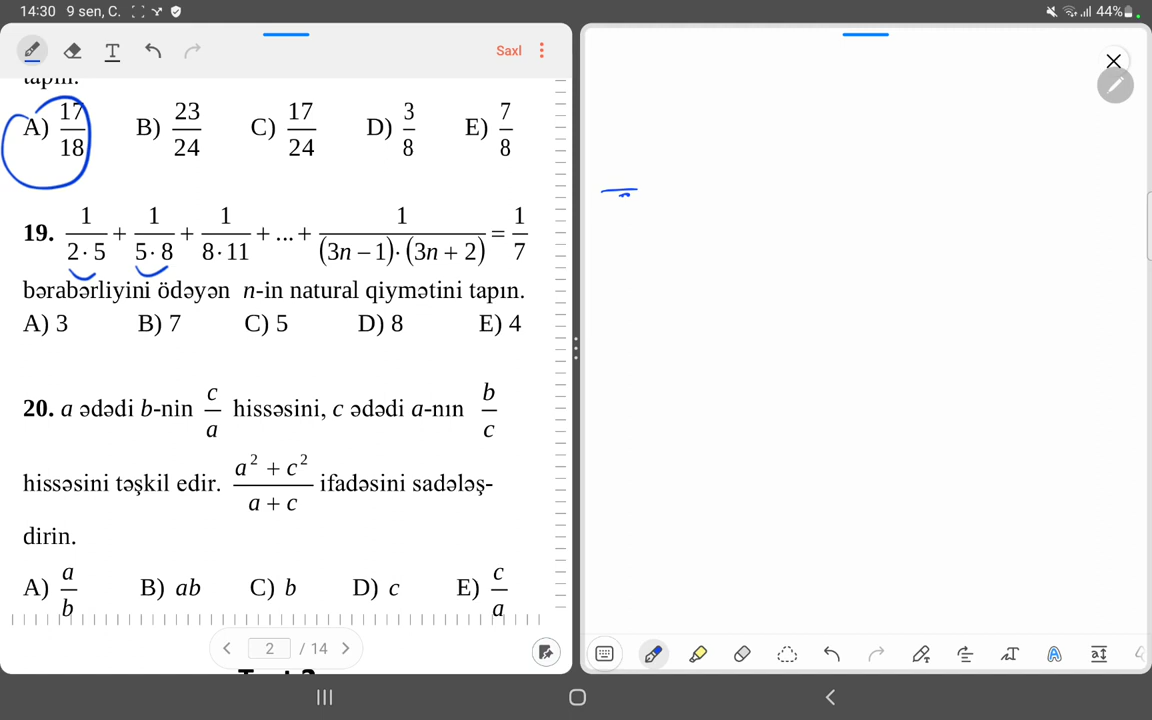 14:30 9 sen, C. 44%
Saxl
tapın.
A) 17/18 B) 23/24 C) 17/24 D) 3/8 E) 7/8
19. 1/(2·5) + 1/(5·8) + 1/(8·11) + ... + 1/((3n – 1)·(3n + 2)) = 1/7
bərabərliyini ödəyən n-in natural qiymətini tapın.
A) 3 B) 7 C) 5 D) 8 E) 4
20. a ədədi b-nin c/a hissəsini, c ədədi a-nın b/c
hissəsini təşkil edir. (a² + c²)/(a + c) ifadəsini sadələş-
dirin.
A) a/b B) ab C) b D) c E) c/a
2 / 14